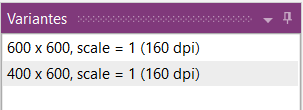 Variantes
600 x 600, scale = 1 (160 dpi)
400 x 600, scale = 1 (160 dpi)